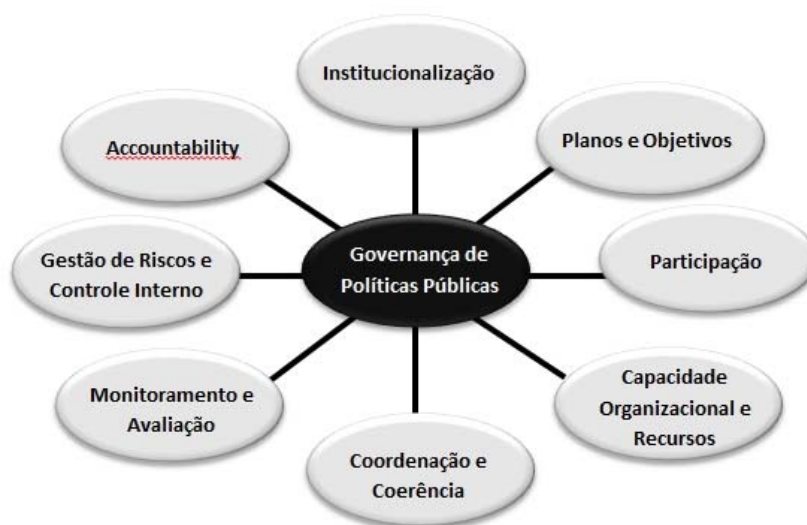 Institucionalização
Accountability
Planos e Objetivos
Gestão de Riscos e
Controle Interno
Governança de
Políticas Públicas
Participação
Monitoramento e
Avaliação
Capacidade
Organizacional e
Recursos
Coordenação e
Coerência